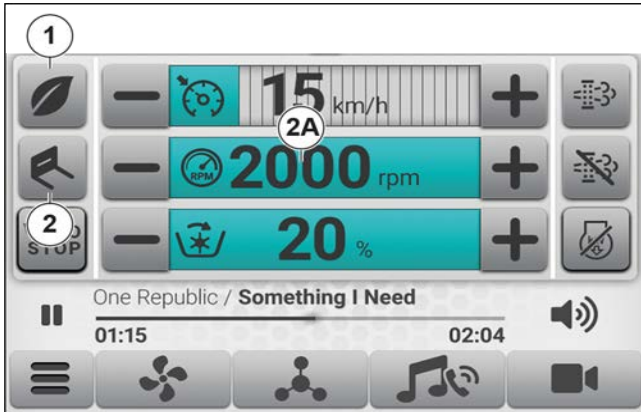 1
15 km/h
2A
RPM 2000 rpm
2
STOP
20 %
One Republic / Something I Need
01:15 02:04